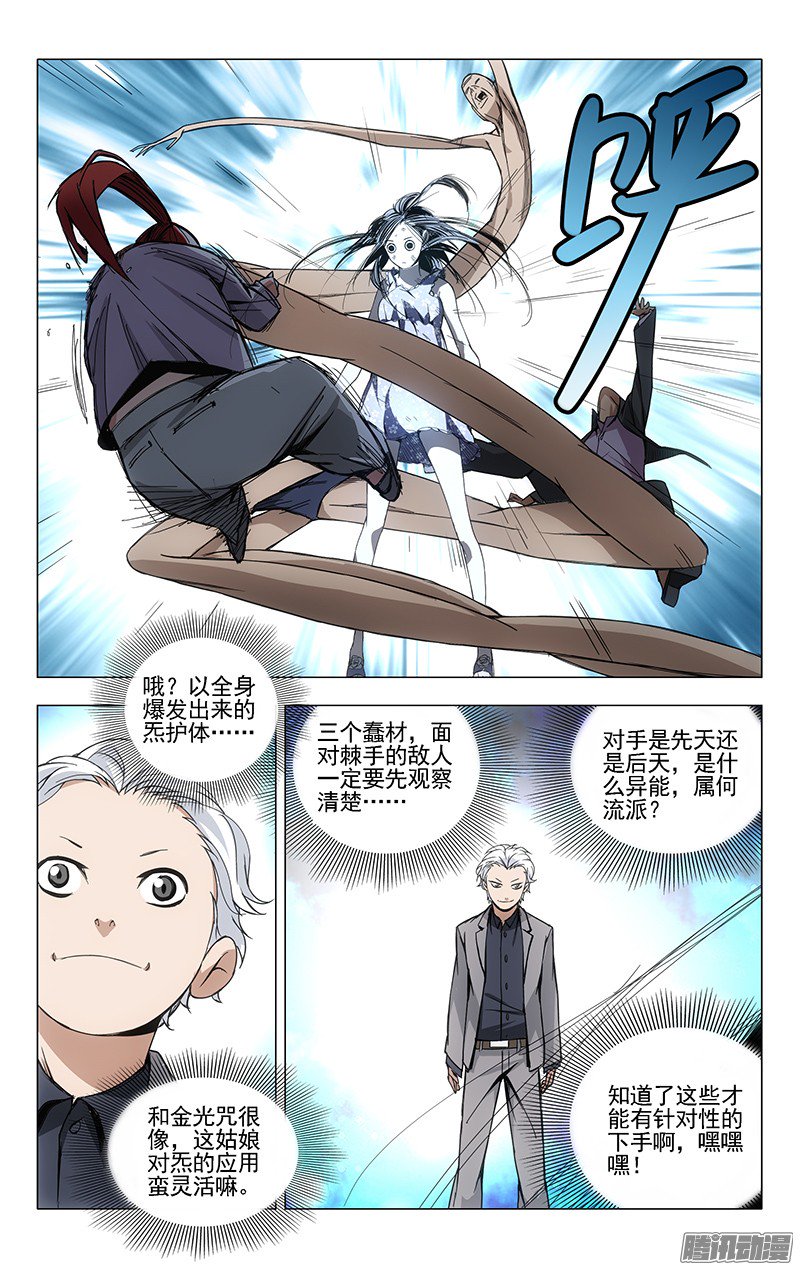 呯
哦？以全身
爆发出来的
炁护体……
和金光咒很
像，这姑娘
对炁的应用
蛮灵活嘛。
三个蠢材，面
对棘手的敌人
一定要先观察
清楚……
对手是先天还
是后天，是什
么异能，属何
流派？
知道了这些才
能有针对性的
下手啊，嘿嘿
嘿！
腾讯动漫